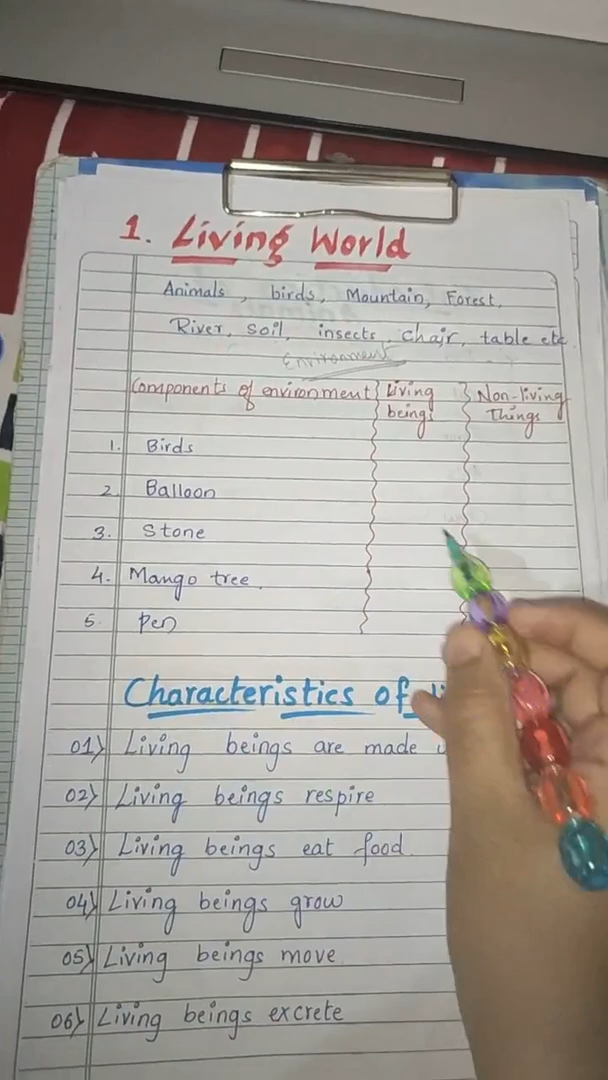 1. Living World
Animals, birds, Mountain, Forest,
River, soil, insects, chair, table etc.
Environment
Components of environment Living beings Non-living Things
1. Birds
2. Balloon
3. Stone
4. Mango tree.
5. Pen
Characteristics of
01) Living beings are made
02) Living beings respire
03) Living beings eat food
04) Living beings grow
05) Living beings move
06) Living beings excrete